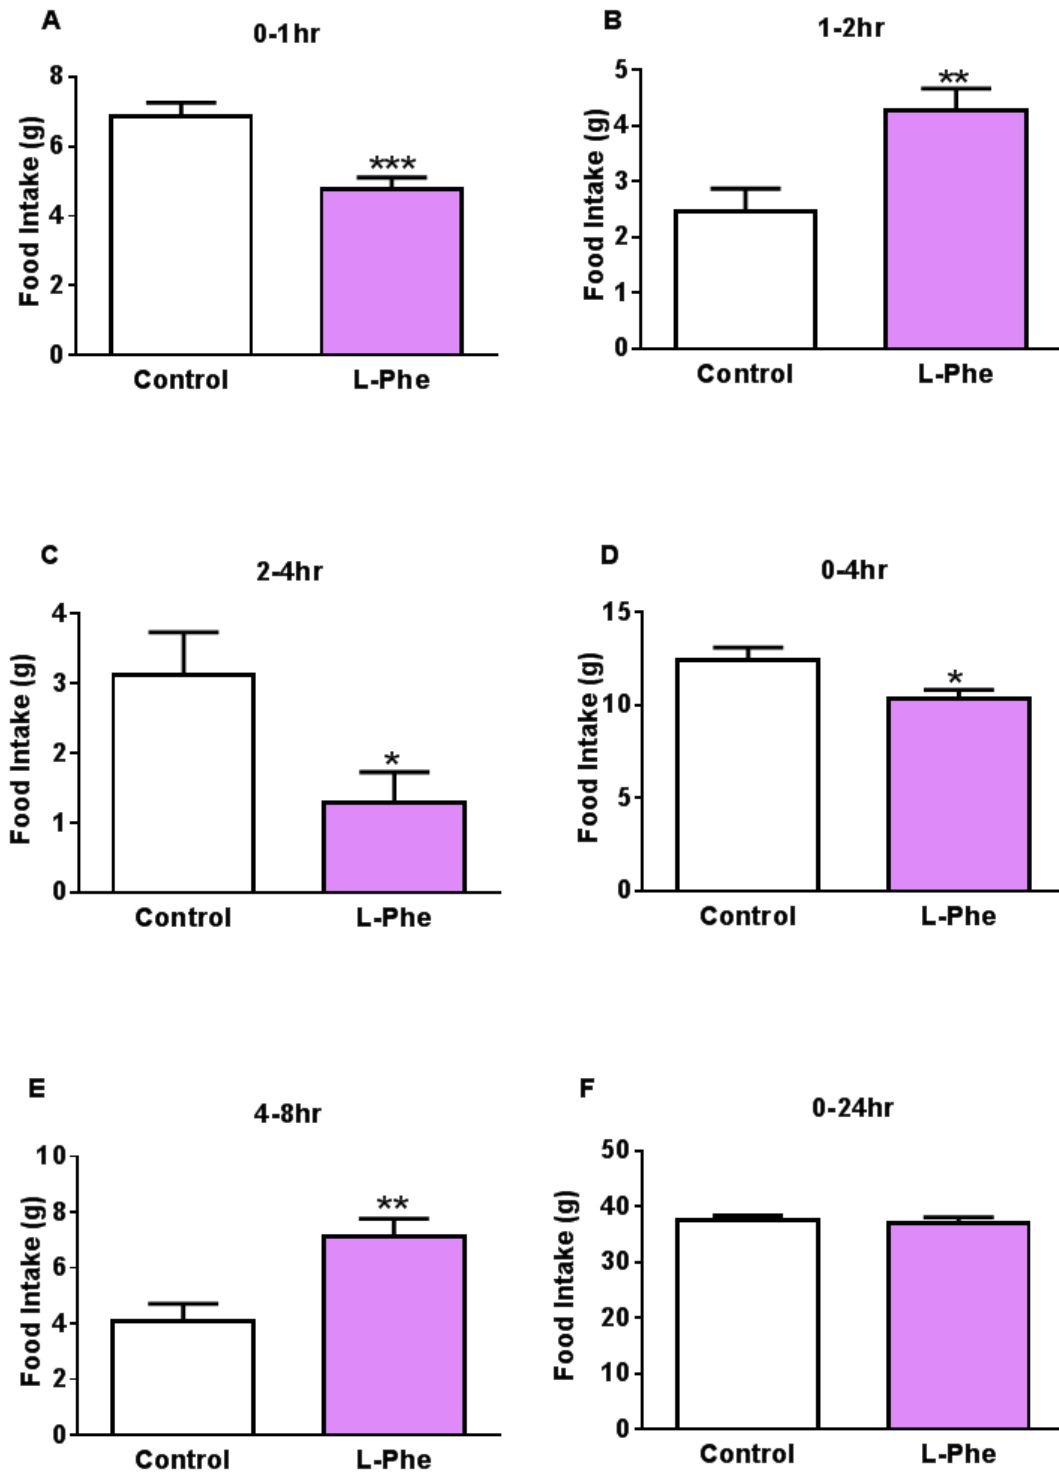 A
0-1hr
8
6
4
2
0
Food Intake (g)
***
Control
L-Phe
B
1-2hr
5
4
3
2
1
0
Food Intake (g)
**
Control
L-Phe
C
2-4hr
4
3
2
1
0
Food Intake (g)
*
Control
L-Phe
D
0-4hr
15
10
5
0
Food Intake (g)
*
Control
L-Phe
E
4-8hr
10
8
6
4
2
0
Food Intake (g)
**
Control
L-Phe
F
0-24hr
50
40
30
20
10
0
Food Intake (g)
Control
L-Phe